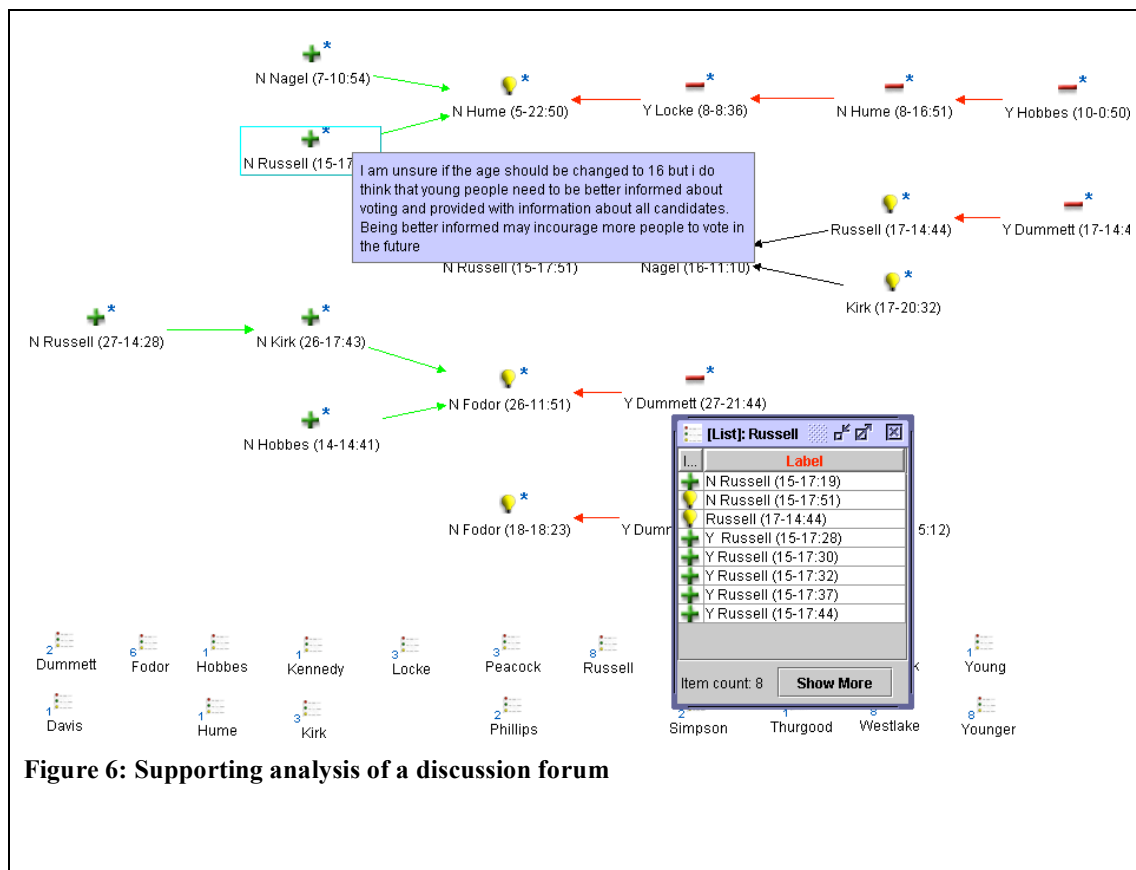 N Nagel (7-10:54)
N Hume (5-22:50)
Y Locke (8-8:36)
N Hume (8-16:51)
Y Hobbes (10-0:50)
N Russell (15-17
I am unsure if the age should be changed to 16 but i do
think that young people need to be better informed about
voting and provided with information about all candidates.
Being better informed may incourage more people to vote in
the future
Russell (17-14:44)
Y Dummett (17-14:4
N Russell (15-17:51)
Nagel (16-11:10)
Kirk (17-20:32)
N Russell (27-14:28)
N Kirk (26-17:43)
N Fodor (26-11:51)
Y Dummett (27-21:44)
N Hobbes (14-14:41)
N Fodor (18-18:23)
Y Dumm
5:12)
[List]: Russell
I... Label
N Russell (15-17:19)
N Russell (15-17:51)
Russell (17-14:44)
Y Russell (15-17:28)
Y Russell (15-17:30)
Y Russell (15-17:32)
Y Russell (15-17:37)
Y Russell (15-17:44)
Item count: 8 Show More
2 Dummett
6 Fodor
1 Hobbes
1 Kennedy
3 Locke
3 Peacock
8 Russell
k
1 Young
1 Davis
1 Hume
3 Kirk
2 Phillips
2 Simpson
1 Thurgood
8 Westlake
8 Younger
Figure 6: Supporting analysis of a discussion forum